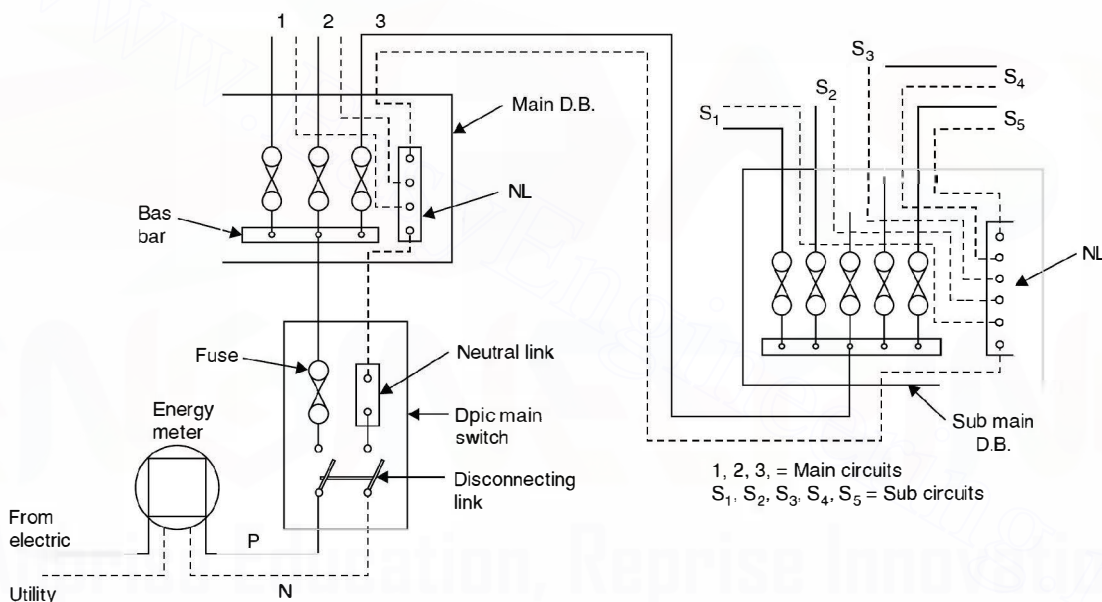 1 2 3
Main D.B.
NL
Bas
bar
S3
S4
S1
S2
S5
NL
Fuse
Neutral link
Energy
meter
Dpic main
switch
Disconnecting
link
Sub main
D.B.
1, 2, 3, = Main circuits
S1, S2, S3, S4, S5 = Sub circuits
From
electric
P
N
Utility
Education, Reprise